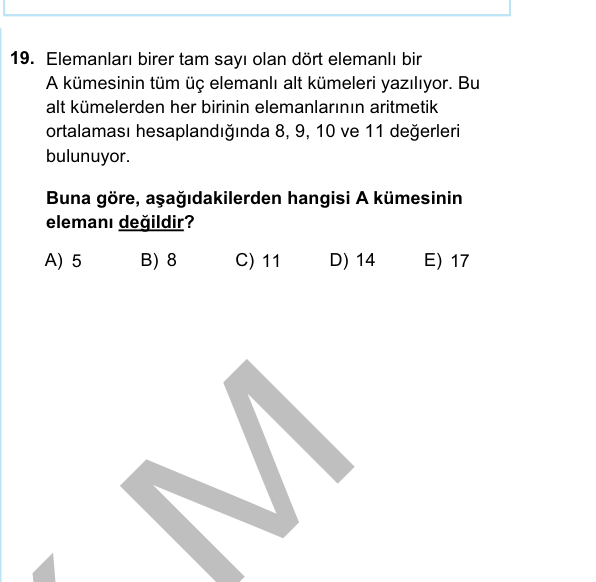 19. Elemanları birer tam sayı olan dört elemanlı bir
A kümesinin tüm üç elemanlı alt kümeleri yazılıyor. Bu
alt kümelerden her birinin elemanlarının aritmetik
ortalaması hesaplandığında 8, 9, 10 ve 11 değerleri
bulunuyor.
Buna göre, aşağıdakilerden hangisi A kümesinin
elemanı değildir?
A) 5 B) 8 C) 11 D) 14 E) 17
M